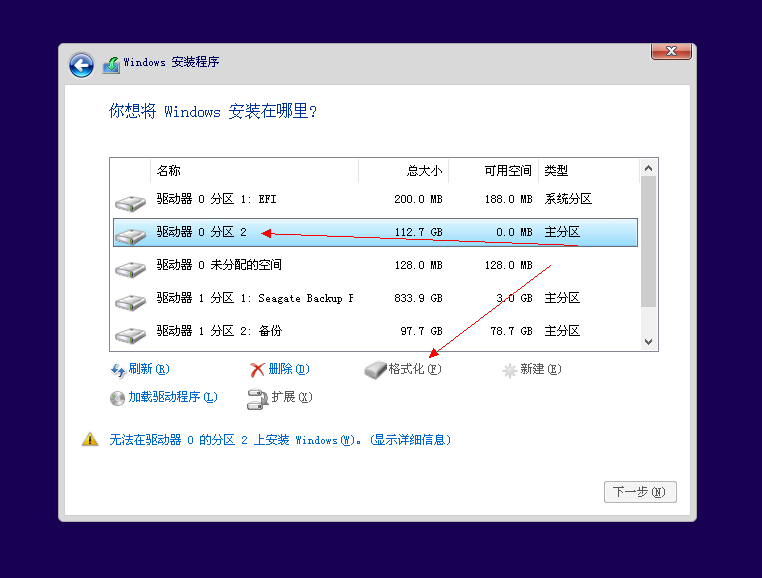 Windows 安装程序
你想将 Windows 安装在哪里?
名称 总大小 可用空间 类型
驱动器 0 分区 1: EFI 200.0 MB 188.0 MB 系统分区
驱动器 0 分区 2 112.7 GB 0.0 MB 主分区
驱动器 0 未分配的空间 128.0 MB 128.0 MB
驱动器 1 分区 1: Seagate Backup P 833.9 GB 3.0 GB 主分区
驱动器 1 分区 2: 备份 97.7 GB 78.7 GB 主分区
刷新(R) 删除(D) 格式化(F) 新建(E)
加载驱动程序(L) 扩展(X)
无法在驱动器 0 的分区 2 上安装 Windows(W)。(显示详细信息)
下一步(N)